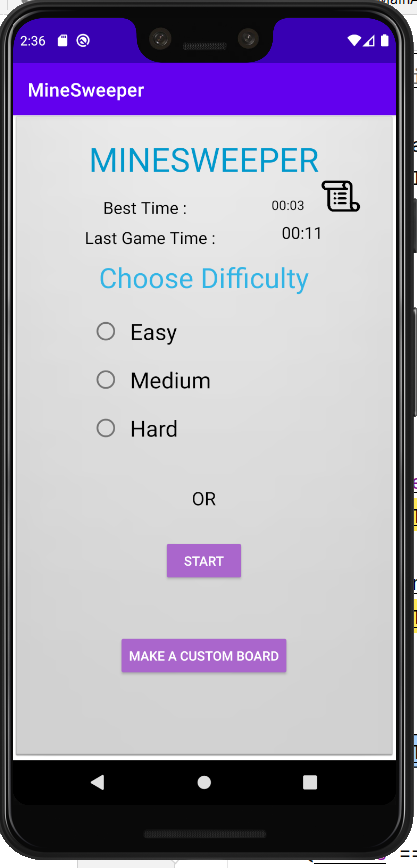 2:36
MineSweeper
MINESWEEPER
Best Time : 00:03
Last Game Time : 00:11
Choose Difficulty
Easy
Medium
Hard
OR
START
MAKE A CUSTOM BOARD